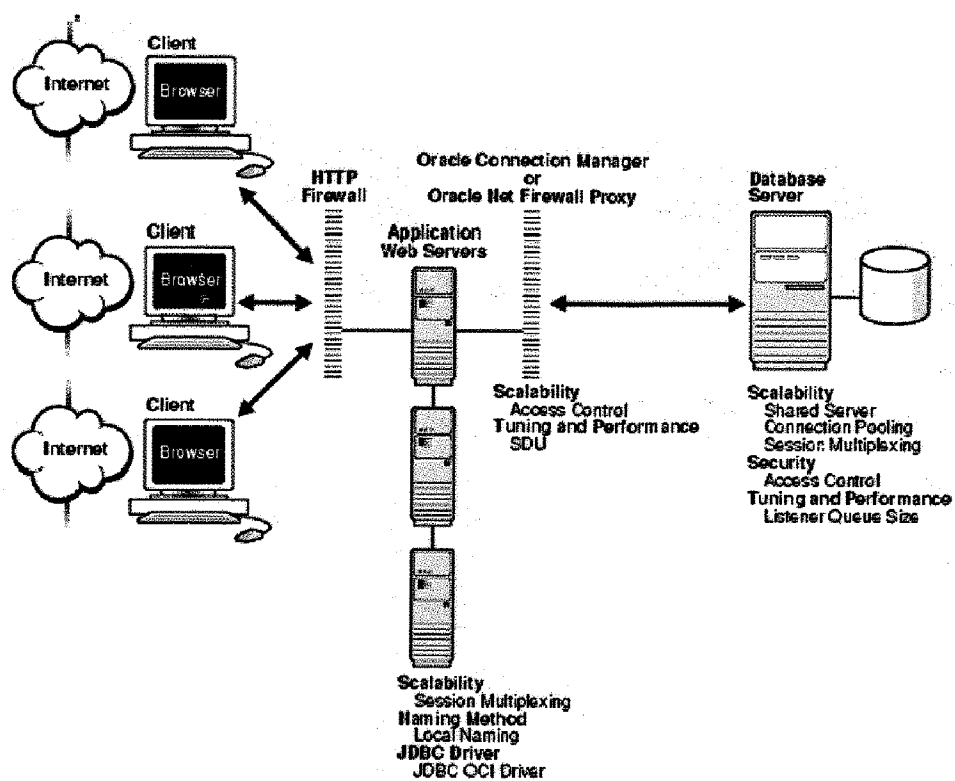 Client
Internet
Browser
Client
Internet
Browser
Client
Internet
Browser
HTTP
Firewall
Application
Web Servers
Scalability
Session Multiplexing
Naming Method
Local Naming
JDBC Driver
JDBC OCI Driver
Oracle Connection Manager
or
Oracle Net Firewall Proxy
Scalability
Access Control
Tuning and Performance
SDU
Database
Server
Scalability
Shared Server
Connection Pooling
Session Multiplexing
Security
Access Control
Tuning and Performance
Listener Queue Size